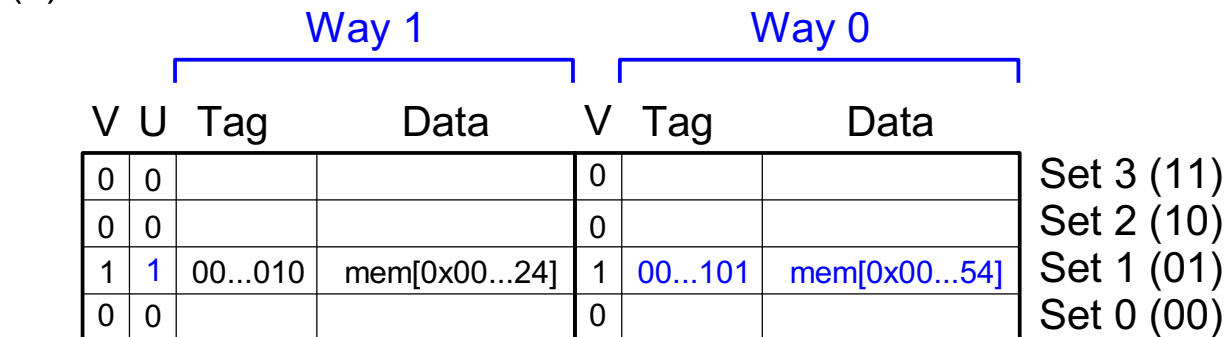 Way 1 Way 0
V U Tag Data V Tag Data
0 0 0 Set 3 (11)
0 0 0 Set 2 (10)
1 1 00...010 mem[0x00...24] 1 00...101 mem[0x00...54] Set 1 (01)
0 0 0 Set 0 (00)